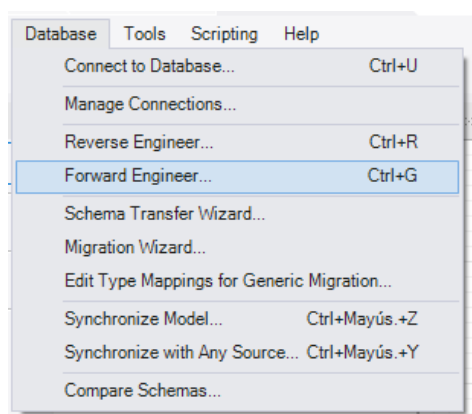 Database Tools Scripting Help
Connect to Database... Ctrl+U
Manage Connections...
Reverse Engineer... Ctrl+R
Forward Engineer... Ctrl+G
Schema Transfer Wizard...
Migration Wizard...
Edit Type Mappings for Generic Migration...
Synchronize Model... Ctrl+Mayús.+Z
Synchronize with Any Source... Ctrl+Mayús.+Y
Compare Schemas...